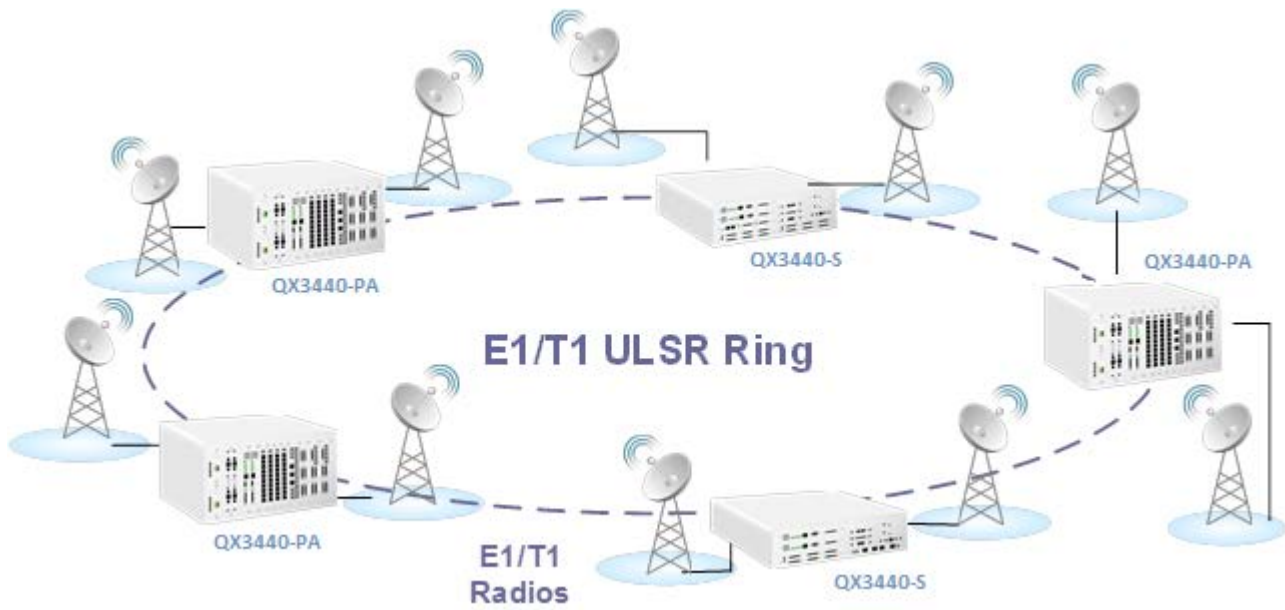 QX3440-S
QX3440-PA
QX3440-PA
E1/T1 ULSR Ring
QX3440-PA
E1/T1
Radios
QX3440-S